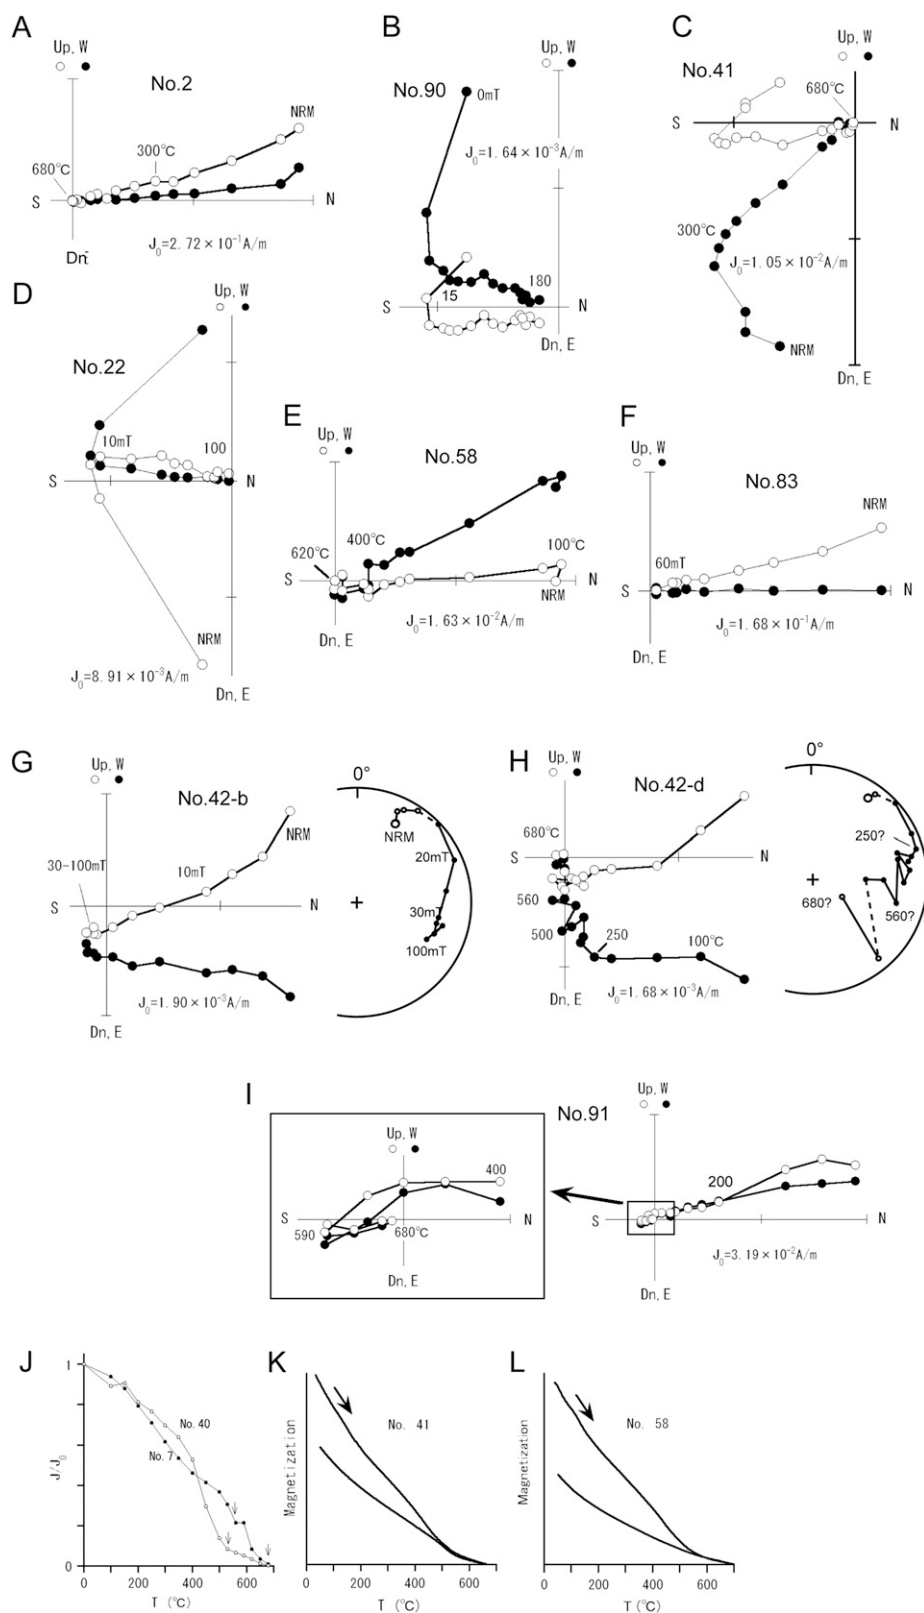 A
Up, W
No.2
NRM
300℃
680℃
S
N
J0=2.72×10-1A/m
Dn
B
Up, W
No.90
0mT
J0=1.64×10-3A/m
180
15
S
N
Dn, E
C
Up, W
No.41
680℃
S
N
300℃
J0=1.05×10-2A/m
NRM
Dn, E
D
Up, W
No.22
10mT
100
S
N
NRM
J0=8.91×10-3A/m
Dn, E
E
Up, W
No.58
400℃
620℃
100℃
S
N
NRM
J0=1.63×10-2A/m
Dn, E
F
Up, W
No.83
NRM
60mT
S
N
J0=1.68×10-1A/m
Dn, E
G
Up, W
No.42-b
NRM
30-100mT
10mT
S
N
J0=1.90×10-3A/m
Dn, E
0°
NRM
20mT
30mT
100mT
H
Up, W
No.42-d
680℃
S
N
560
500
250
100℃
J0=1.68×10-3A/m
Dn, E
0°
250?
680?
560?
I
Up, W
400
S
N
590
680℃
Dn, E
No.91
Up, W
200
S
N
J0=3.19×10-2A/m
Dn, E
J
1
J/J0
No. 40
No. 7
0
0
200
400
600
T (℃)
K
Magnetization
No. 41
0
200
400
600
T (℃)
L
Magnetization
No. 58
0
200
400
600
T (℃)